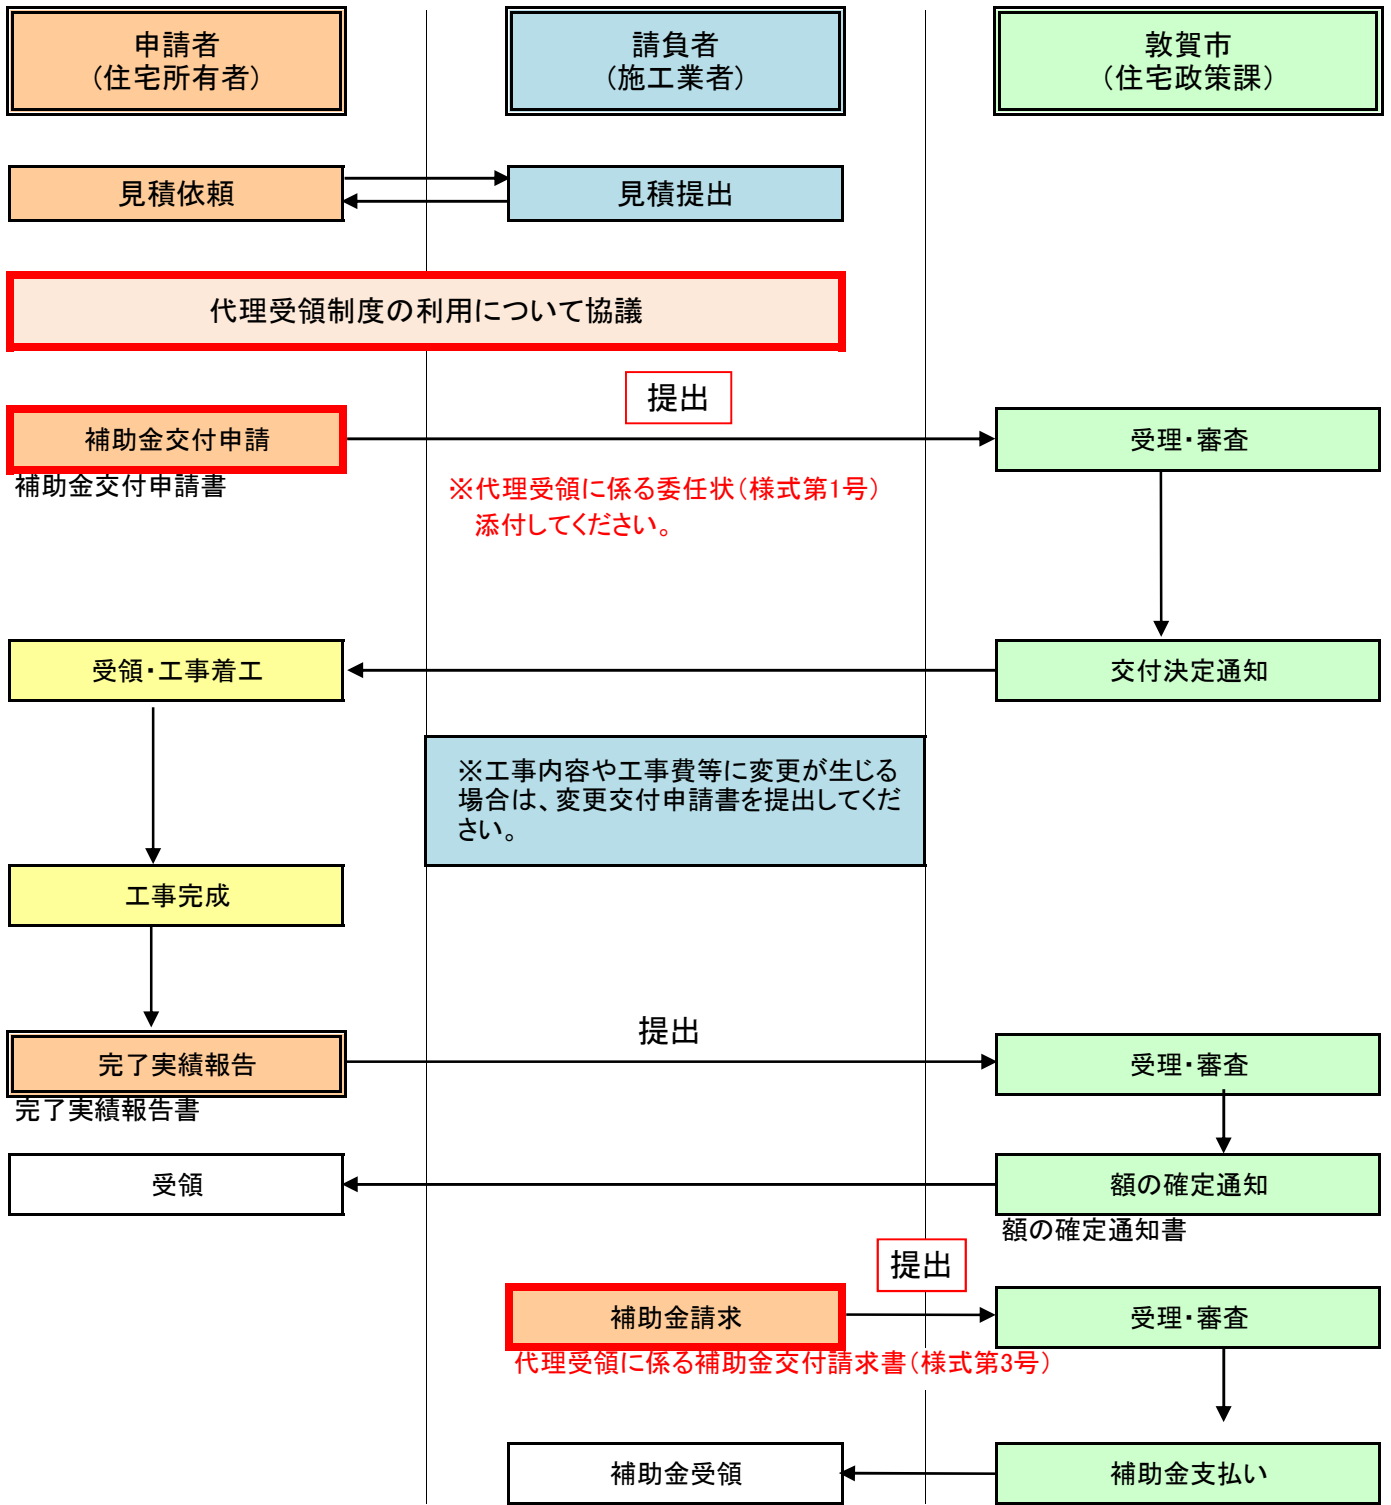 申請者
（住宅所有者）
請負者
（施工業者）
敦賀市
（住宅政策課）
見積依頼
見積提出
代理受領制度の利用について協議
提出
補助金交付申請
受理・審査
補助金交付申請書
※代理受領に係る委任状（様式第1号）
添付してください。
受領・工事着工
交付決定通知
※工事内容や工事費等に変更が生じる
場合は、変更交付申請書を提出してくだ
さい。
工事完成
提出
完了実績報告
受理・審査
完了実績報告書
受領
額の確定通知
額の確定通知書
提出
補助金請求
受理・審査
代理受領に係る補助金交付請求書（様式第3号）
補助金受領
補助金支払い